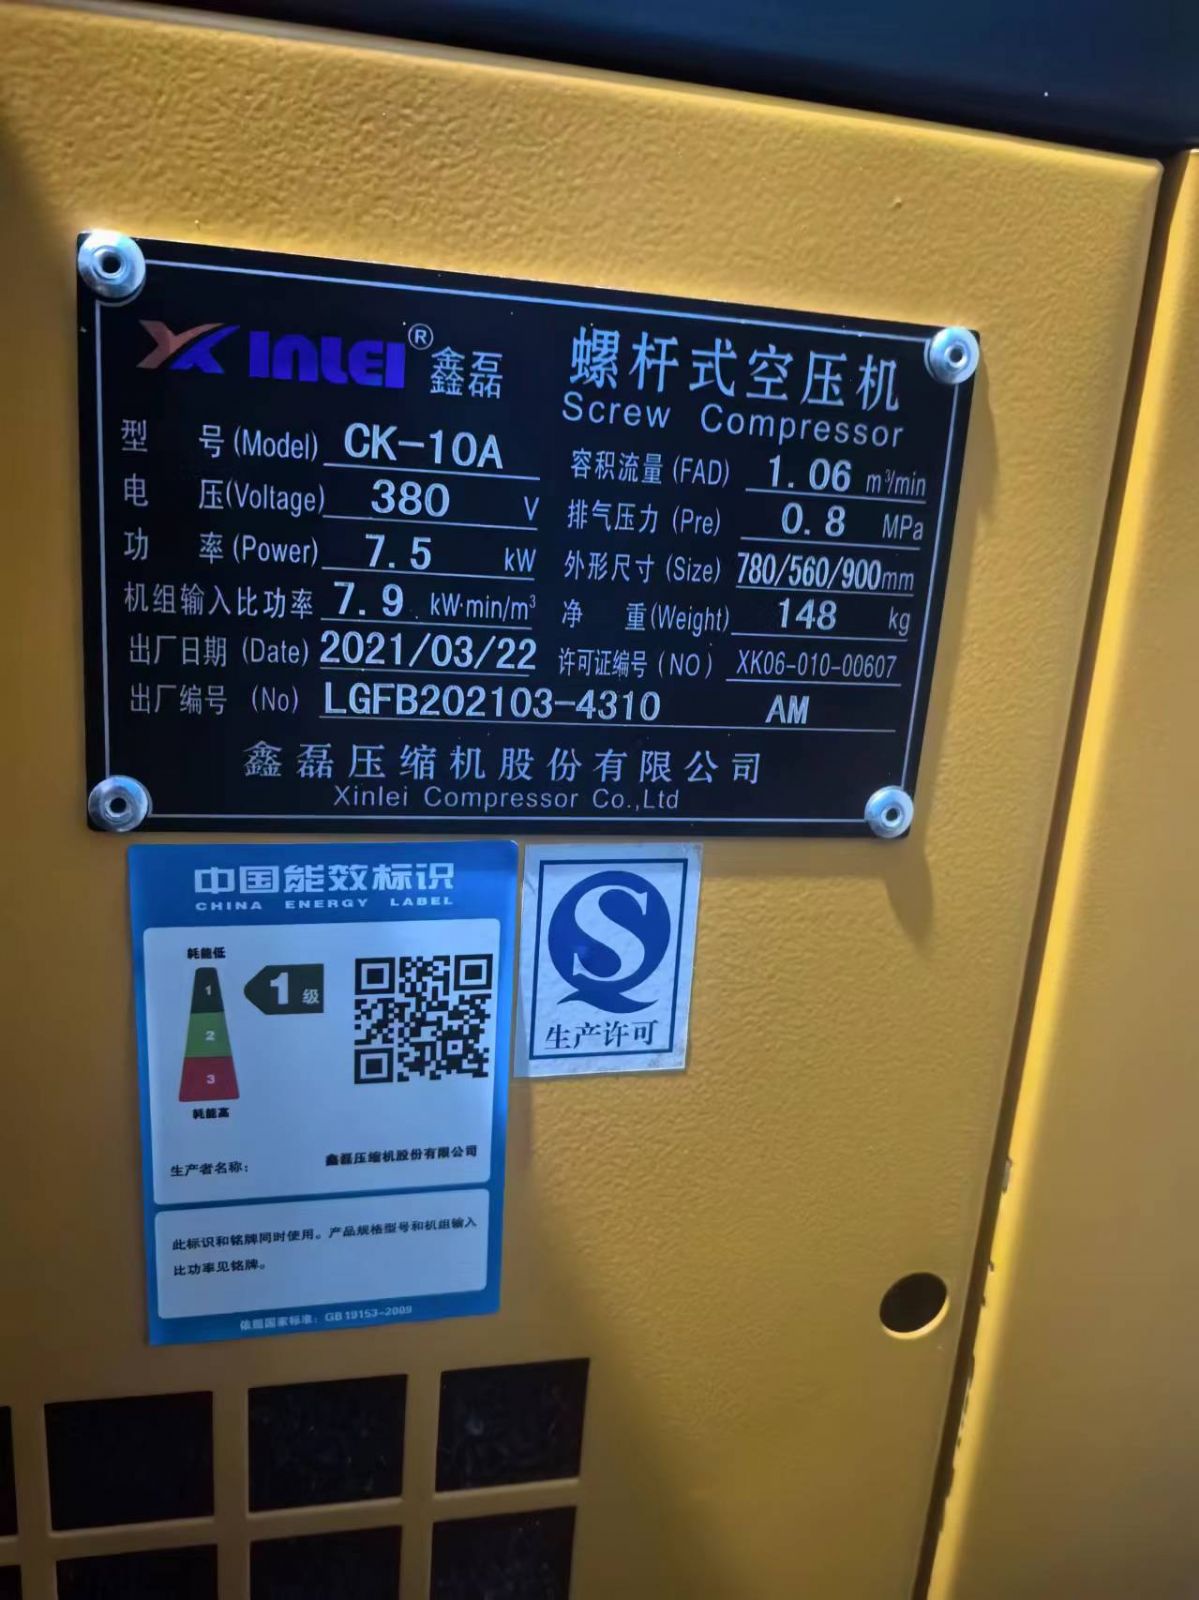 XINLEI® 鑫磊
螺杆式空压机
Screw Compressor
型 号 (Model) CK-10A
容积流量 (FAD) 1.06 m³/min
电 压 (Voltage) 380 V
排气压力 (Pre) 0.8 MPa
功 率 (Power) 7.5 kW
外形尺寸 (Size) 780/560/900mm
机组输入比功率 7.9 kW·min/m³
净 重 (Weight) 148 kg
出厂日期 (Date) 2021/03/22
许可证编号 (NO) XK06-010-00607
出厂编号 (No) LGFB202103-4310 AM
鑫磊压缩机股份有限公司
Xinlei Compressor Co.,Ltd
中国能效标识
CHINA ENERGY LABEL
耗能低
1
2
3
耗能高
1级
生产者名称: 鑫磊压缩机股份有限公司
此标识和铭牌同时使用。产品规格型号和机组输入
比功率见铭牌。
依据国家标准: GB 19153-2009
生产许可